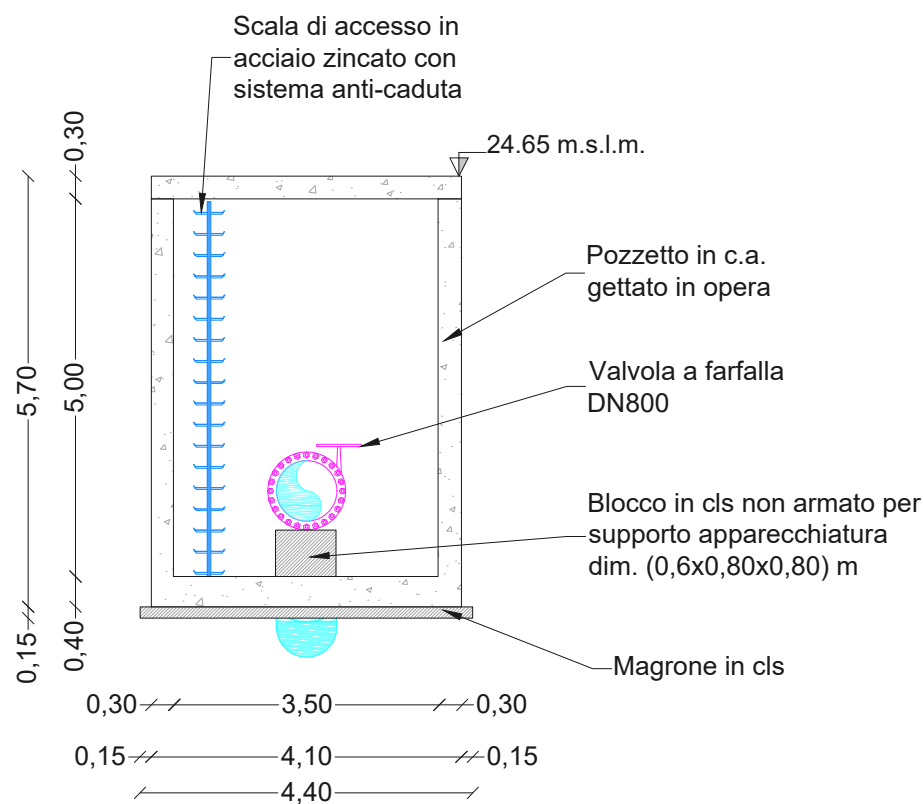 Scala di accesso in
acciaio zincato con
sistema anti-caduta
24.65 m.s.l.m.
0,30
5,70
5,00
0,15
0,40
Pozzetto in c.a.
gettato in opera
Valvola a farfalla
DN800
Blocco in cls non armato per
supporto apparecchiatura
dim. (0,6x0,80x0,80) m
Magrone in cls
0,30
3,50
0,30
0,15
4,10
0,15
4,40